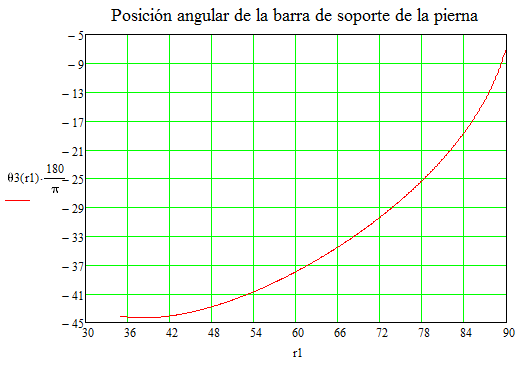 Posición angular de la barra de soporte de la pierna
− 5
− 9
− 13
− 17
− 21
− 25
− 29
− 33
− 37
− 41
− 45
θ3(r1)·180/π
30 36 42 48 54 60 66 72 78 84 90
r1